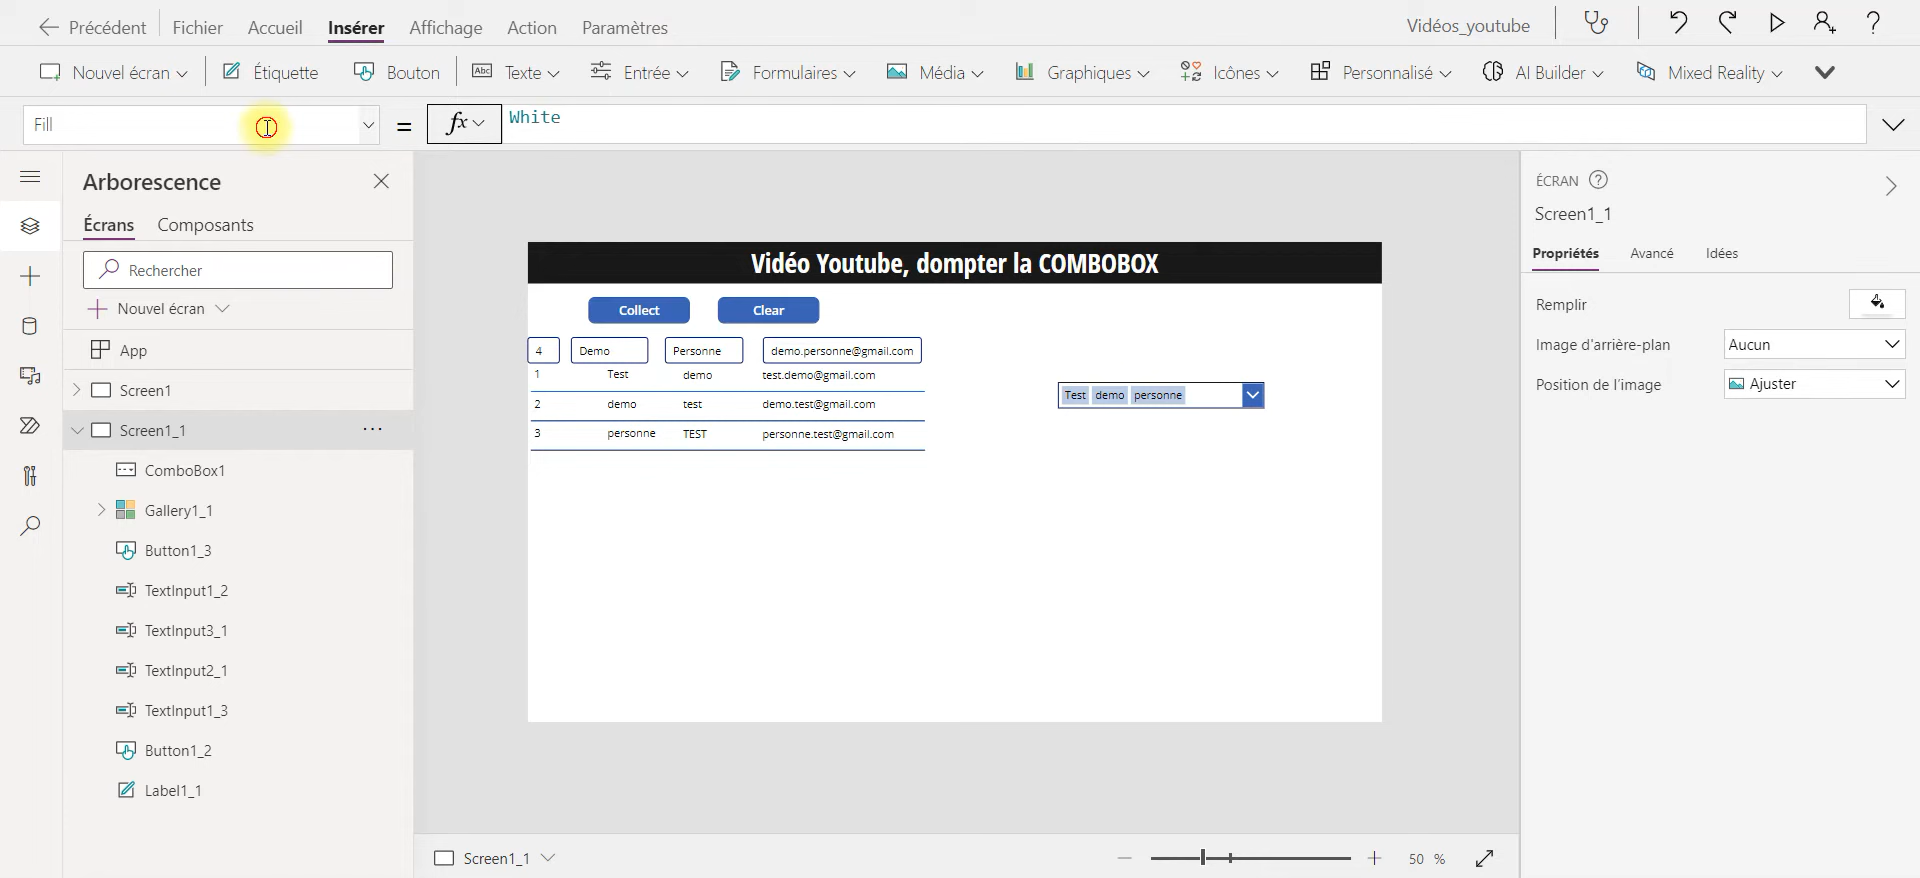 Précédent Fichier Accueil Insérer Affichage Action Paramètres Vidéos_youtube
Nouvel écran Étiquette Bouton Abc Texte Entrée Formulaires Média Graphiques Icônes Personnalisé AI Builder Mixed Reality
Fill = fx White
Arborescence
Écrans Composants
Rechercher
Nouvel écran
App
Screen1
Screen1_1
ComboBox1
Gallery1_1
Button1_3
TextInput1_2
TextInput3_1
TextInput2_1
TextInput1_3
Button1_2
Label1_1
Vidéo Youtube, dompter la COMBOBOX
Collect Clear
4 Demo Personne demo.personne@gmail.com
1 Test demo test.demo@gmail.com
2 demo test demo.test@gmail.com
3 personne TEST personne.test@gmail.com
Test demo personne
Screen1_1
50 %
ÉCRAN
Screen1_1
Propriétés Avancé Idées
Remplir
Image d'arrière-plan Aucun
Position de l'image Ajuster